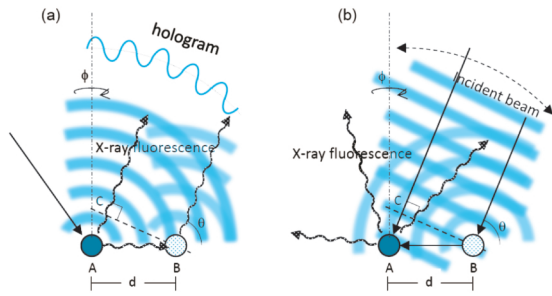 (a)
hologram
ϕ
X-ray fluorescence
C
θ
A
B
d
(b)
Incident beam
ϕ
X-ray fluorescence
C
θ
A
B
d